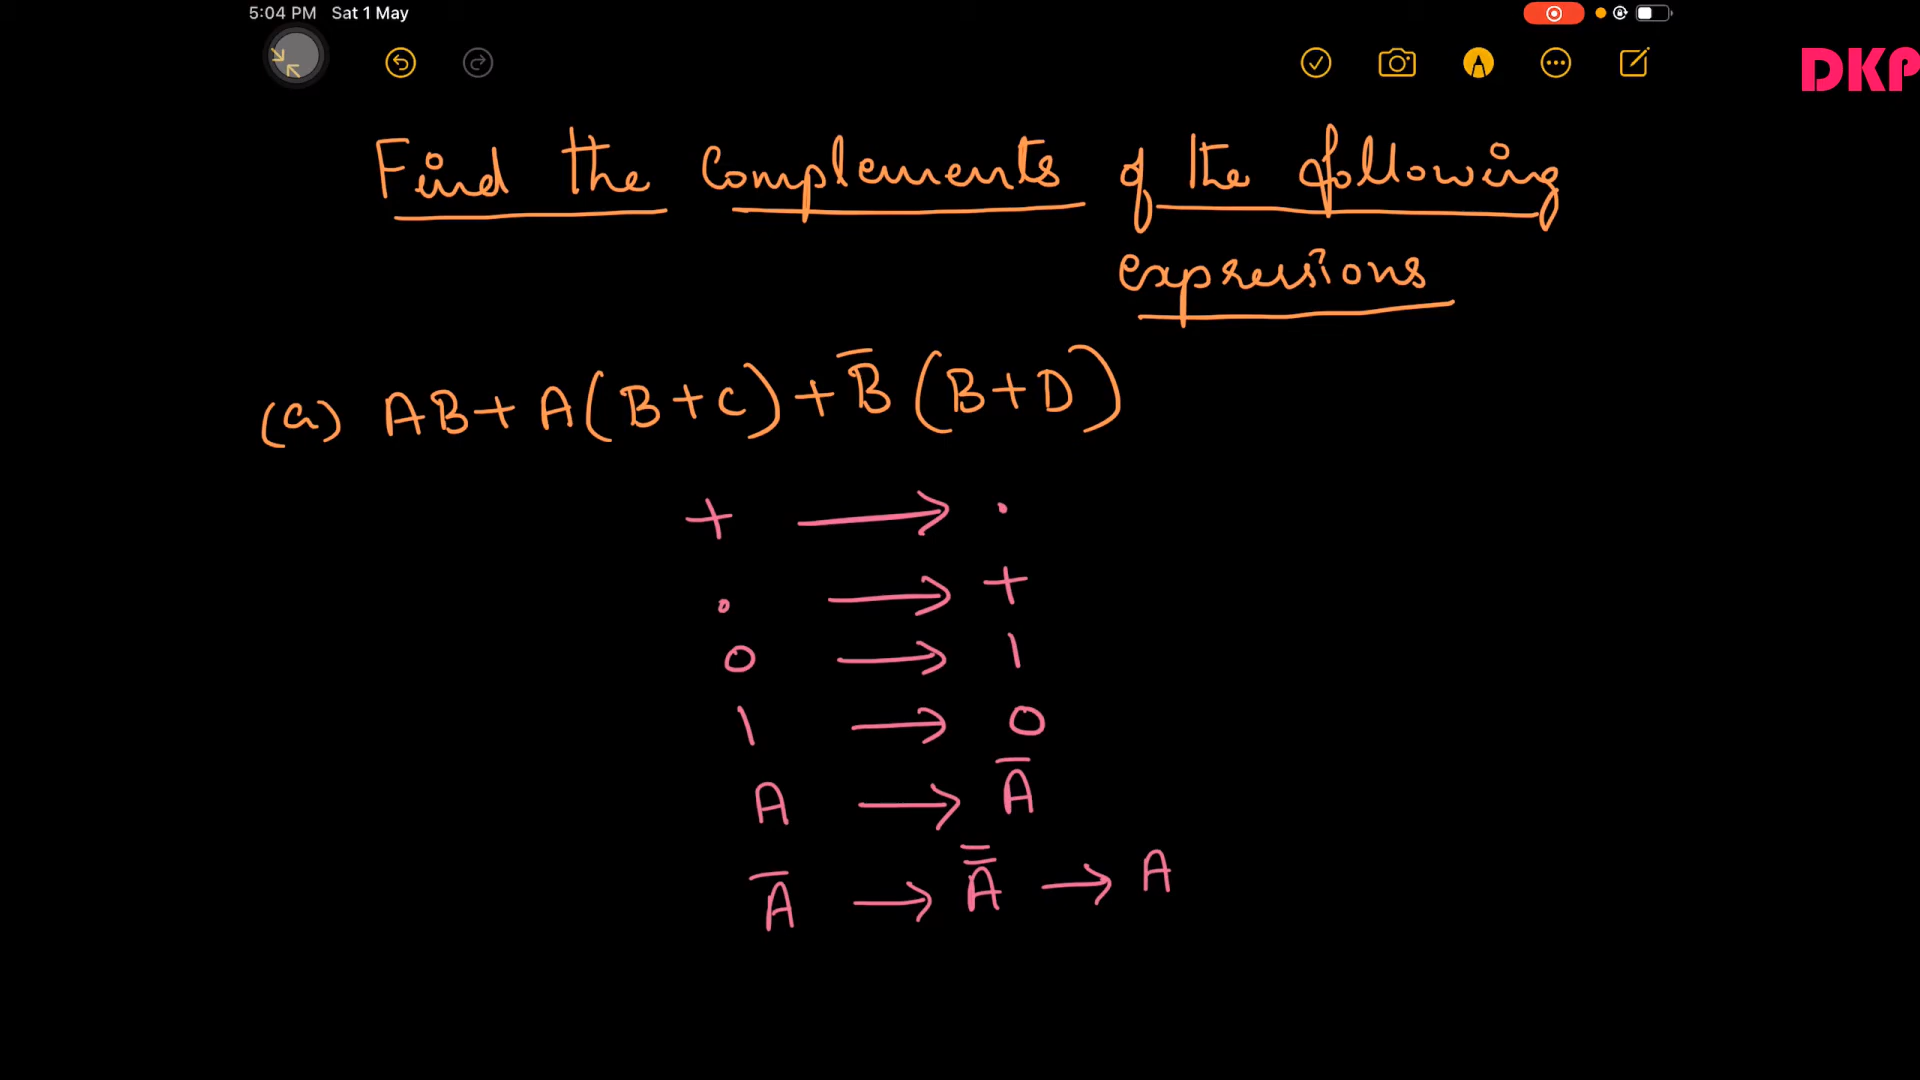 5:04 PM Sat 1 May
DKP
Find the Complements of the following
expressions
(a) AB + A(B+C) + B̅(B+D)
+ → .
. → +
0 → 1
1 → 0
A → A̅
A̅ → A̿ → A